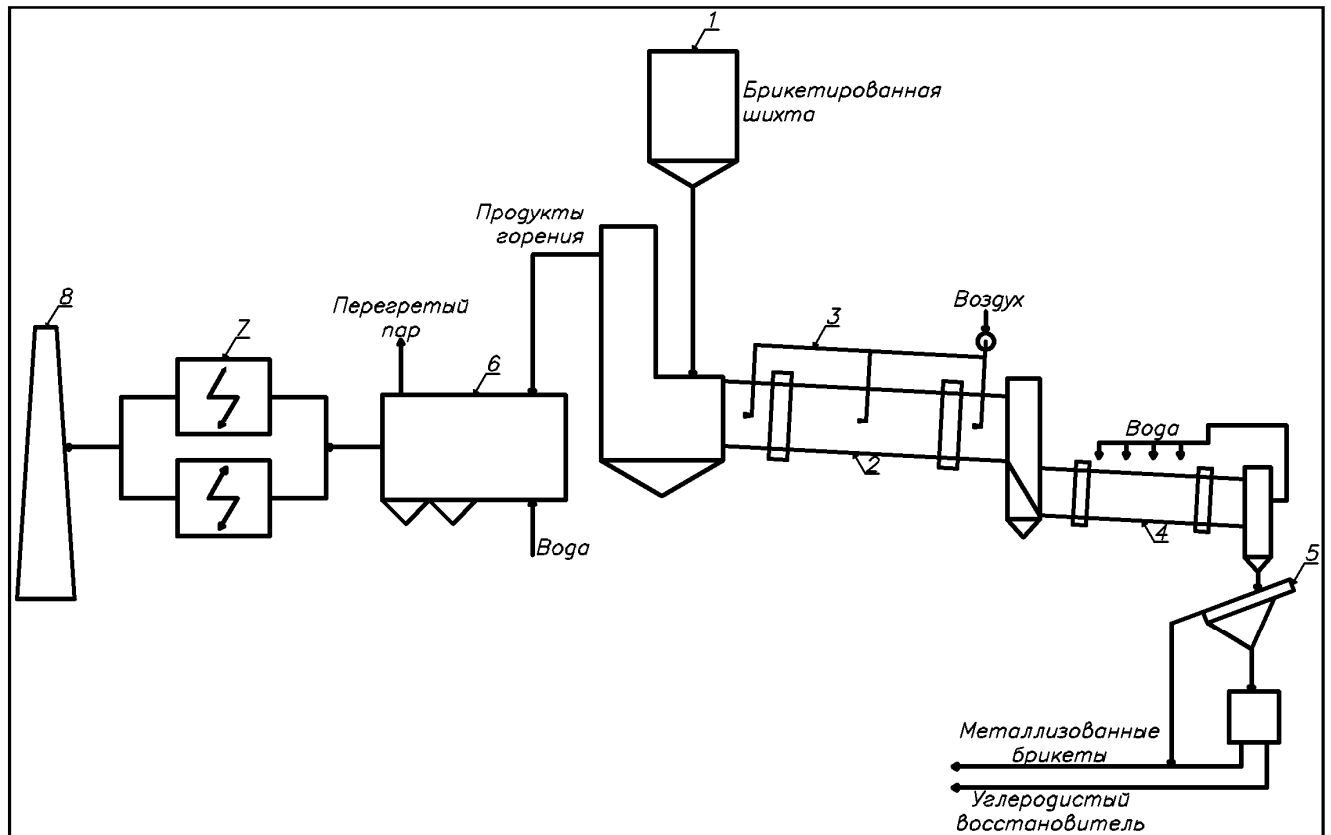 1
Брикетированная
шихта
Продукты
горения
Воздух
8
7
Перегретый
пар
6
3
Вода
2
4
Вода
5
Металлизованные
брикеты
Углеродистый
восстановитель